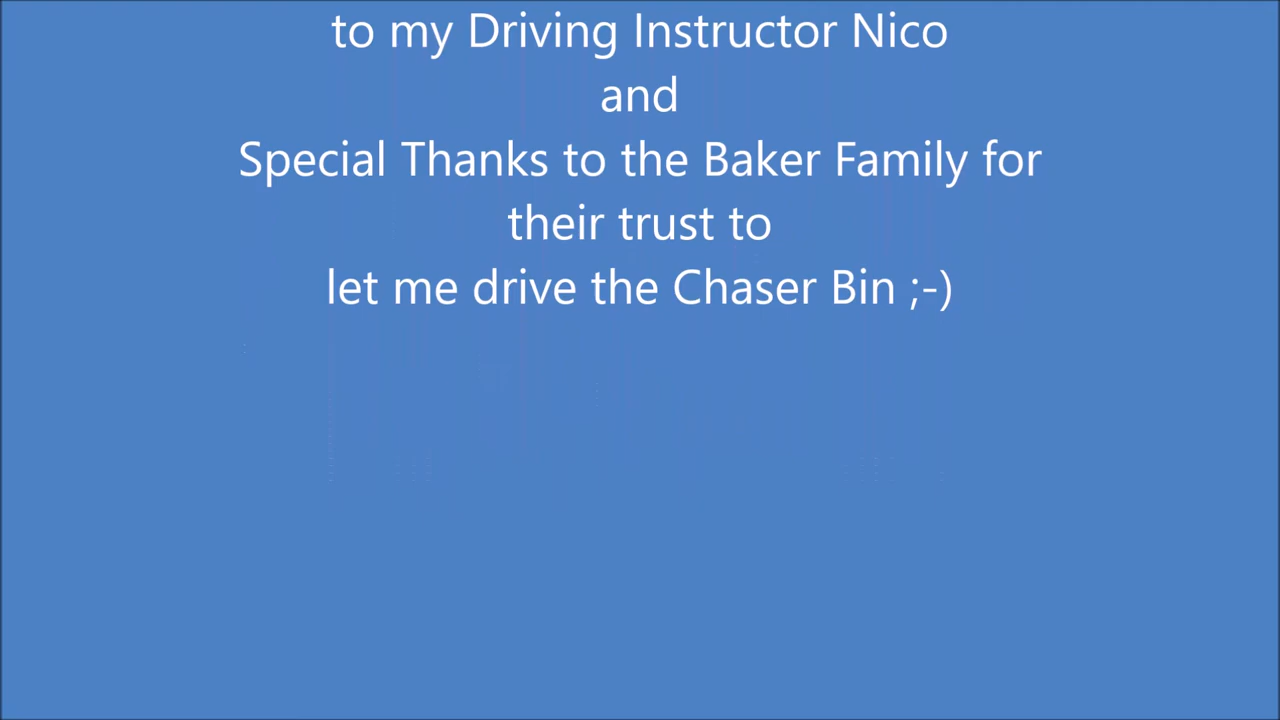 to my Driving Instructor Nico
and
Special Thanks to the Baker Family for
their trust to
let me drive the Chaser Bin ;-)